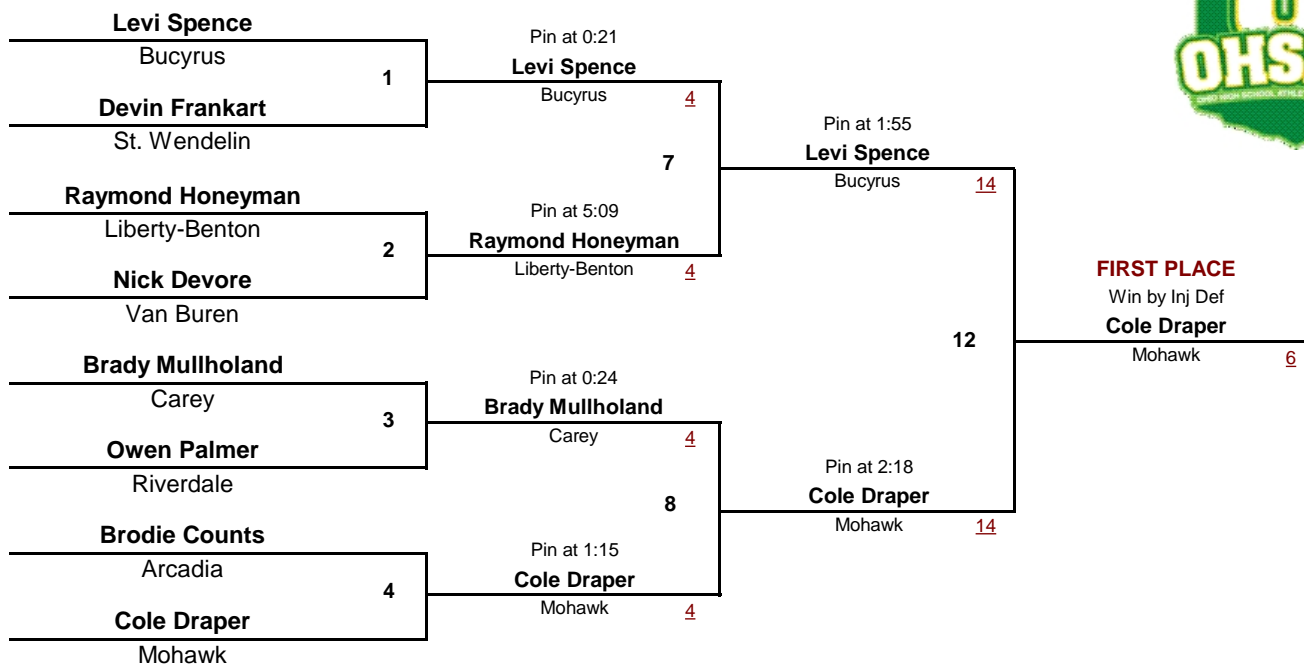 Levi Spence
Bucyrus
1
Devin Frankart
St. Wendelin
Raymond Honeyman
Liberty-Benton
2
Nick Devore
Van Buren
Brady Mullholand
Carey
3
Owen Palmer
Riverdale
Brodie Counts
Arcadia
4
Cole Draper
Mohawk
Pin at 0:21
Levi Spence
Bucyrus 4
7
Pin at 5:09
Raymond Honeyman
Liberty-Benton 4
Pin at 0:24
Brady Mullholand
Carey 4
8
Pin at 1:15
Cole Draper
Mohawk 4
Pin at 1:55
Levi Spence
Bucyrus 14
12
Pin at 2:18
Cole Draper
Mohawk 14
FIRST PLACE
Win by Inj Def
Cole Draper
Mohawk 6
OHS